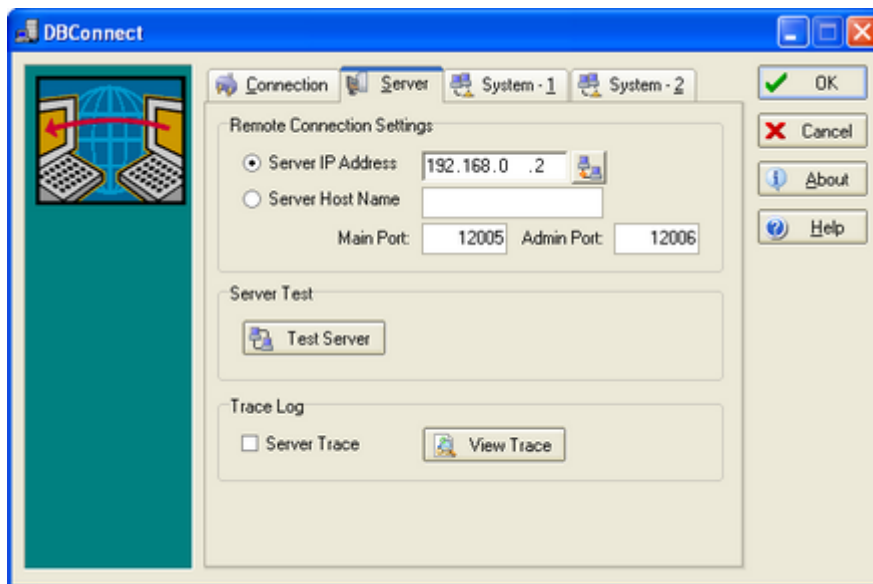 DBConnect
Connection Server System - 1 System - 2
OK
Cancel
About
Help
Remote Connection Settings
Server IP Address 192.168.0 .2
Server Host Name
Main Port: 12005 Admin Port: 12006
Server Test
Test Server
Trace Log
Server Trace View Trace